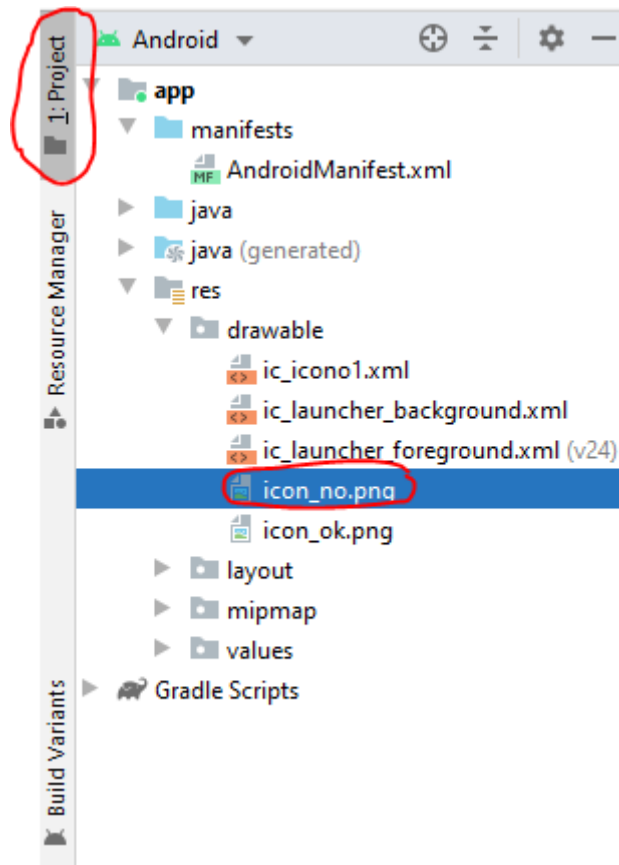 1: Project
Resource Manager
Build Variants
Android
app
manifests
MF AndroidManifest.xml
java
java (generated)
res
drawable
<> ic_icono1.xml
<> ic_launcher_background.xml
<> ic_launcher_foreground.xml (v24)
icon_no.png
icon_ok.png
layout
mipmap
values
Gradle Scripts